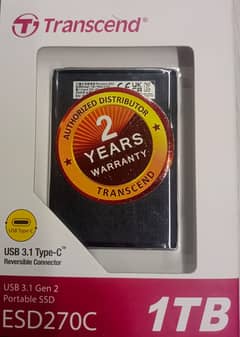 Transcend
AUTHORIZED DISTRIBUTOR
2
YEARS
WARRANTY
TRANSCEND
USB Type-C
USB 3.1 Type-C™
Reversible Connector
USB 3.1 Gen 2
Portable SSD
ESD270C
1TB